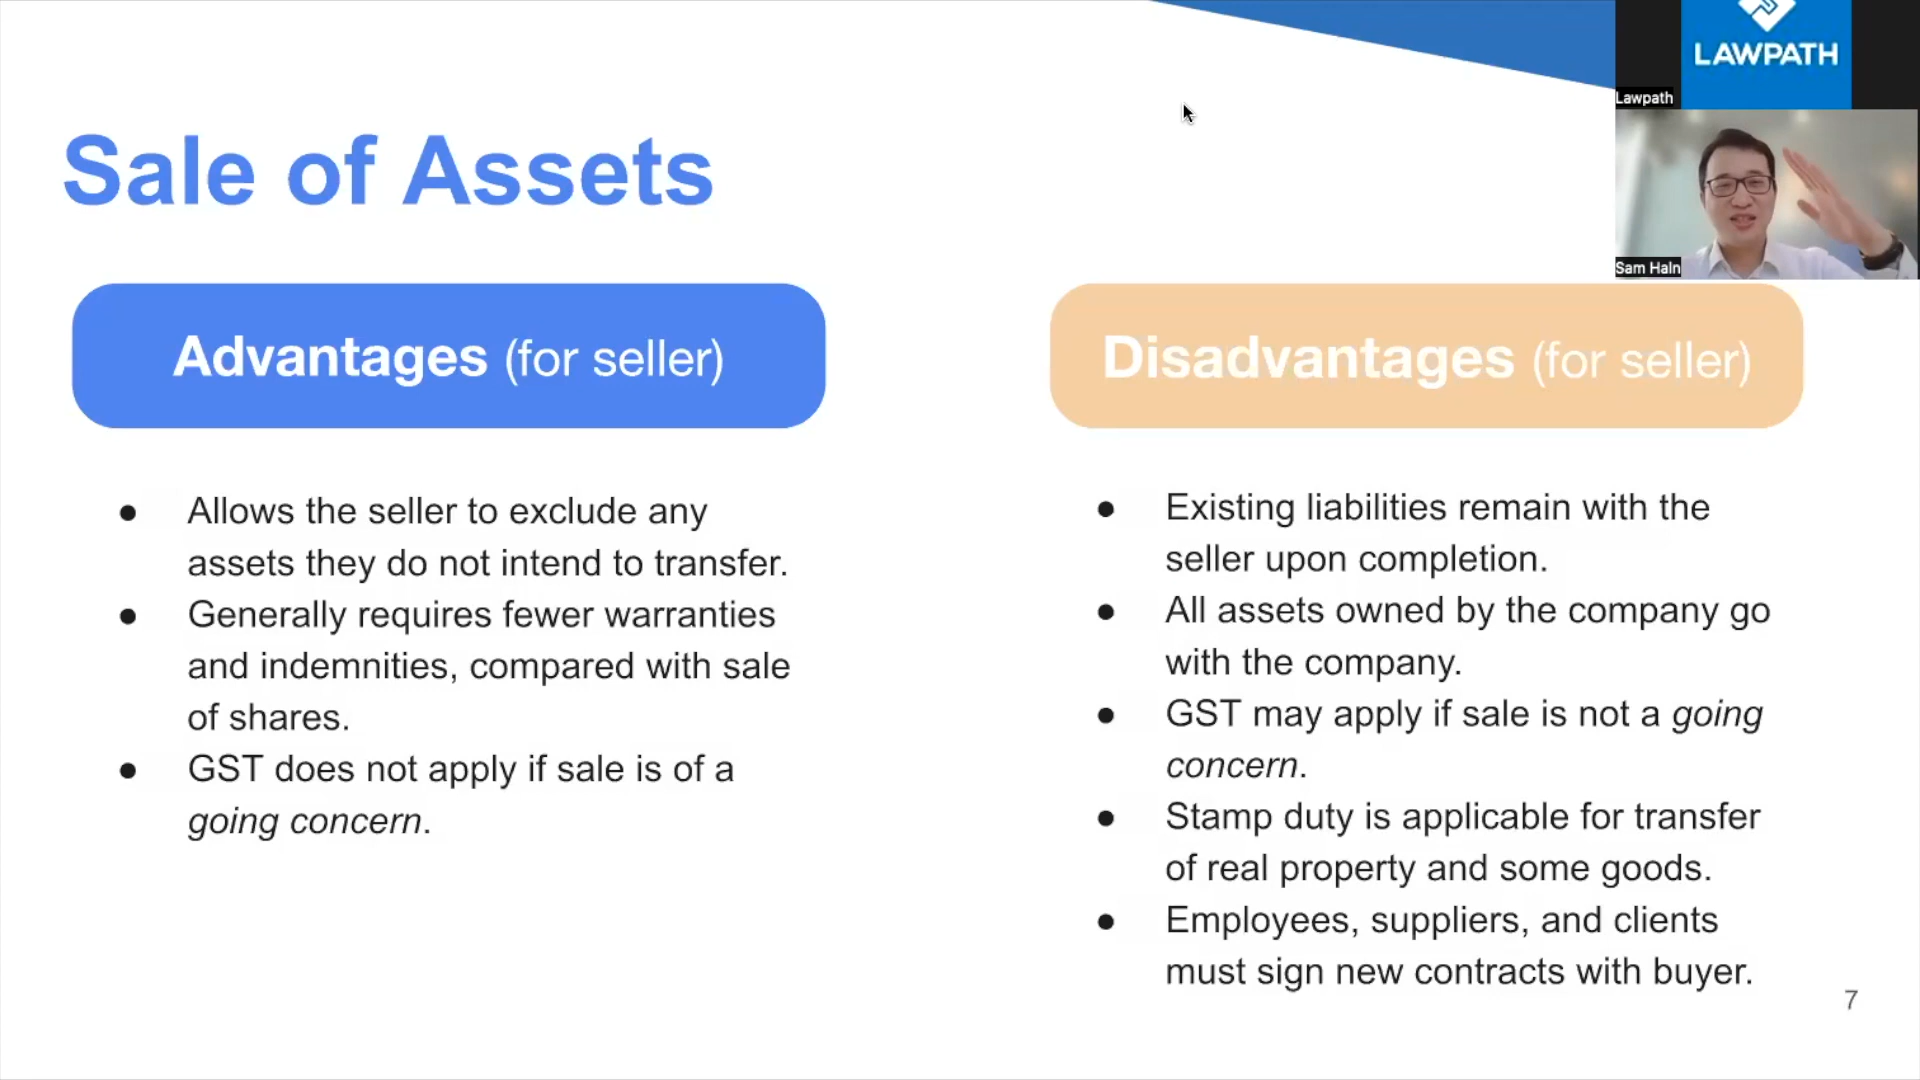 LAWPATH
Lawpath
Sale of Assets
Sam Haln
Advantages (for seller)
Allows the seller to exclude any
assets they do not intend to transfer.
Generally requires fewer warranties
and indemnities, compared with sale
of shares.
GST does not apply if sale is of a
going concern.
Disadvantages (for seller)
Existing liabilities remain with the
seller upon completion.
All assets owned by the company go
with the company.
GST may apply if sale is not a going
concern.
Stamp duty is applicable for transfer
of real property and some goods.
Employees, suppliers, and clients
must sign new contracts with buyer.
7